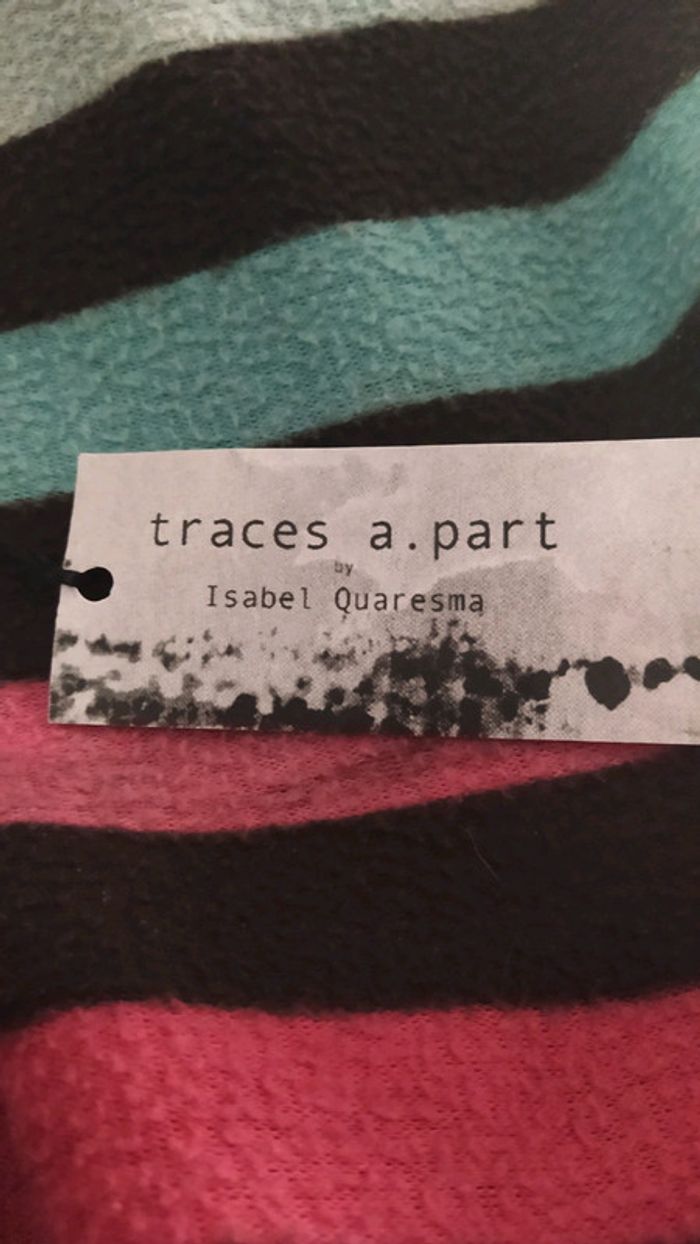 traces a.part
by
Isabel Quaresma